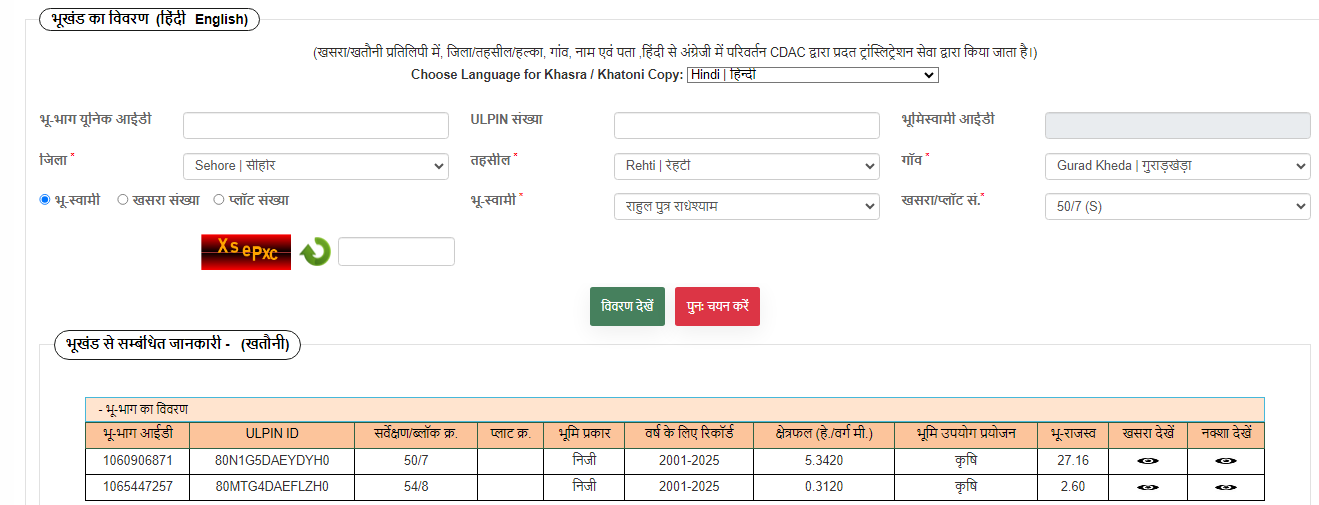 भूखंड का विवरण (हिंदी English)
(खसरा/खतौनी प्रतिलिपी में, जिला/तहसील/हल्का, गांव, नाम एवं पता ,हिंदी से अंग्रेजी में परिवर्तन CDAC द्वारा प्रदत ट्रांस्लिट्रेशन सेवा द्वारा किया जाता है।)
Choose Language for Khasra / Khatoni Copy: Hindi | हिन्दी
भू-भाग यूनिक आईडी ULPIN संख्या भूमिस्वामी आईडी
जिला * Sehore | सीहोर तहसील * Rehti | रेहटी गाँव * Gurad Kheda | गुराड़खेड़ा
भू-स्वामी खसरा संख्या प्लॉट संख्या भू-स्वामी * राहुल पुत्र राधेश्याम खसरा/प्लॉट सं.* 50/7 (S)
XsePxc
विवरण देखें पुनः चयन करें
भूखंड से सम्बंधित जानकारी - (खतौनी)
- भू-भाग का विवरण
भू-भाग आईडी ULPIN ID सर्वेक्षण/ब्लॉक क्र. प्लाट क्र. भूमि प्रकार वर्ष के लिए रिकॉर्ड क्षेत्रफल (हे./वर्ग मी.) भूमि उपयोग प्रयोजन भू-राजस्व खसरा देखें नक्शा देखें
1060906871 80N1G5DAEYDYH0 50/7 निजी 2001-2025 5.3420 कृषि 27.16
1065447257 80MTG4DAEFLZH0 54/8 निजी 2001-2025 0.3120 कृषि 2.60